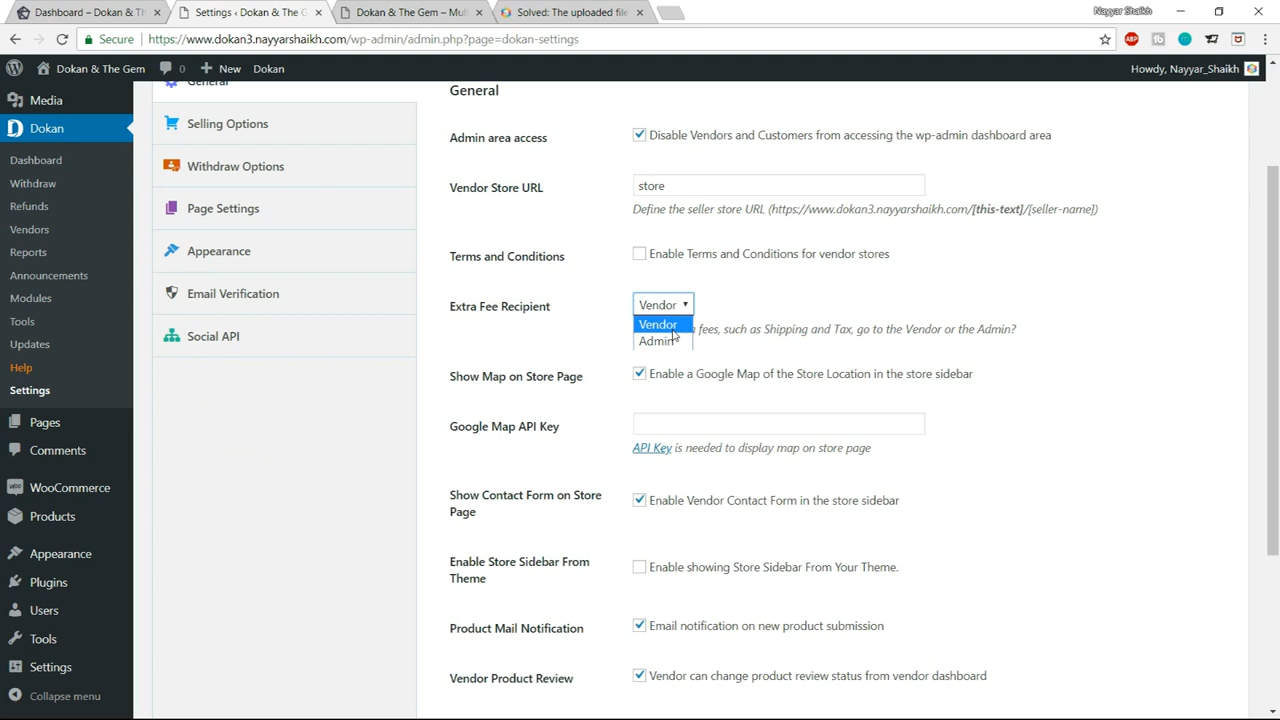 Dashboard – Dokan & Th
Settings ‹ Dokan & The G
Dokan & The Gem – Mult
Solved: The uploaded file
Nayyar Shaikh
Secure
https://www.dokan3.nayyarshaikh.com/wp-admin/admin.php?page=dokan-settings
ABP
Dokan & The Gem
0
New
Dokan
Howdy, Nayyar_Shaikh
Media
Dokan
Dashboard
Withdraw
Refunds
Vendors
Reports
Announcements
Modules
Tools
Updates
Help
Settings
Pages
Comments
WooCommerce
Products
Appearance
Plugins
Users
Tools
Settings
Collapse menu
General
Selling Options
Withdraw Options
Page Settings
Appearance
Email Verification
Social API
General
Admin area access
Disable Vendors and Customers from accessing the wp-admin dashboard area
Vendor Store URL
store
Define the seller store URL (https://www.dokan3.nayyarshaikh.com/[this-text]/[seller-name])
Terms and Conditions
Enable Terms and Conditions for vendor stores
Extra Fee Recipient
Vendor
Vendor
Admin
fees, such as Shipping and Tax, go to the Vendor or the Admin?
Show Map on Store Page
Enable a Google Map of the Store Location in the store sidebar
Google Map API Key
API Key is needed to display map on store page
Show Contact Form on Store
Page
Enable Vendor Contact Form in the store sidebar
Enable Store Sidebar From
Theme
Enable showing Store Sidebar From Your Theme.
Product Mail Notification
Email notification on new product submission
Vendor Product Review
Vendor can change product review status from vendor dashboard